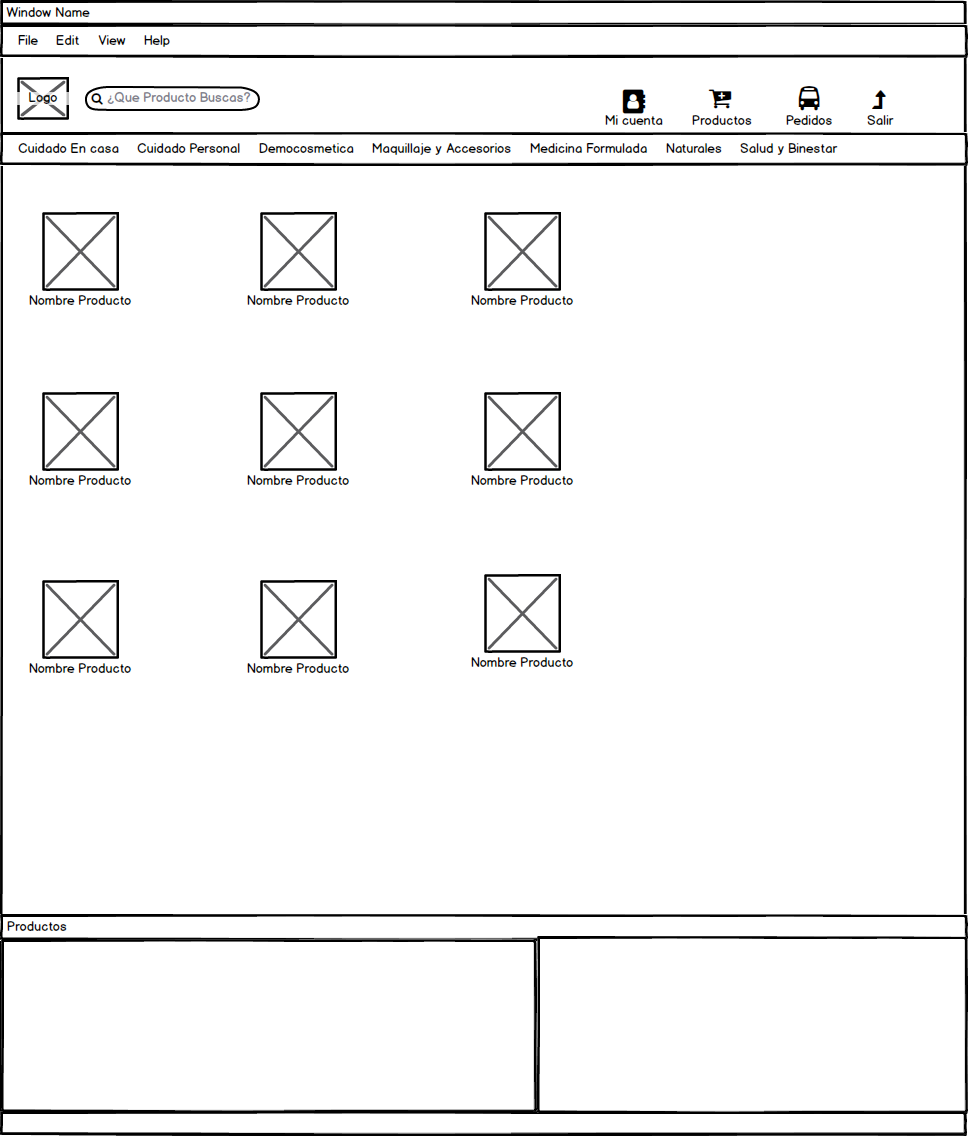 Window Name
File Edit View Help
Logo ¿Que Producto Buscas?
Mi cuenta Productos Pedidos Salir
Cuidado En casa Cuidado Personal Democosmetica Maquillaje y Accesorios Medicina Formulada Naturales Salud y Binestar
Nombre Producto Nombre Producto Nombre Producto
Nombre Producto Nombre Producto Nombre Producto
Nombre Producto Nombre Producto Nombre Producto
Productos